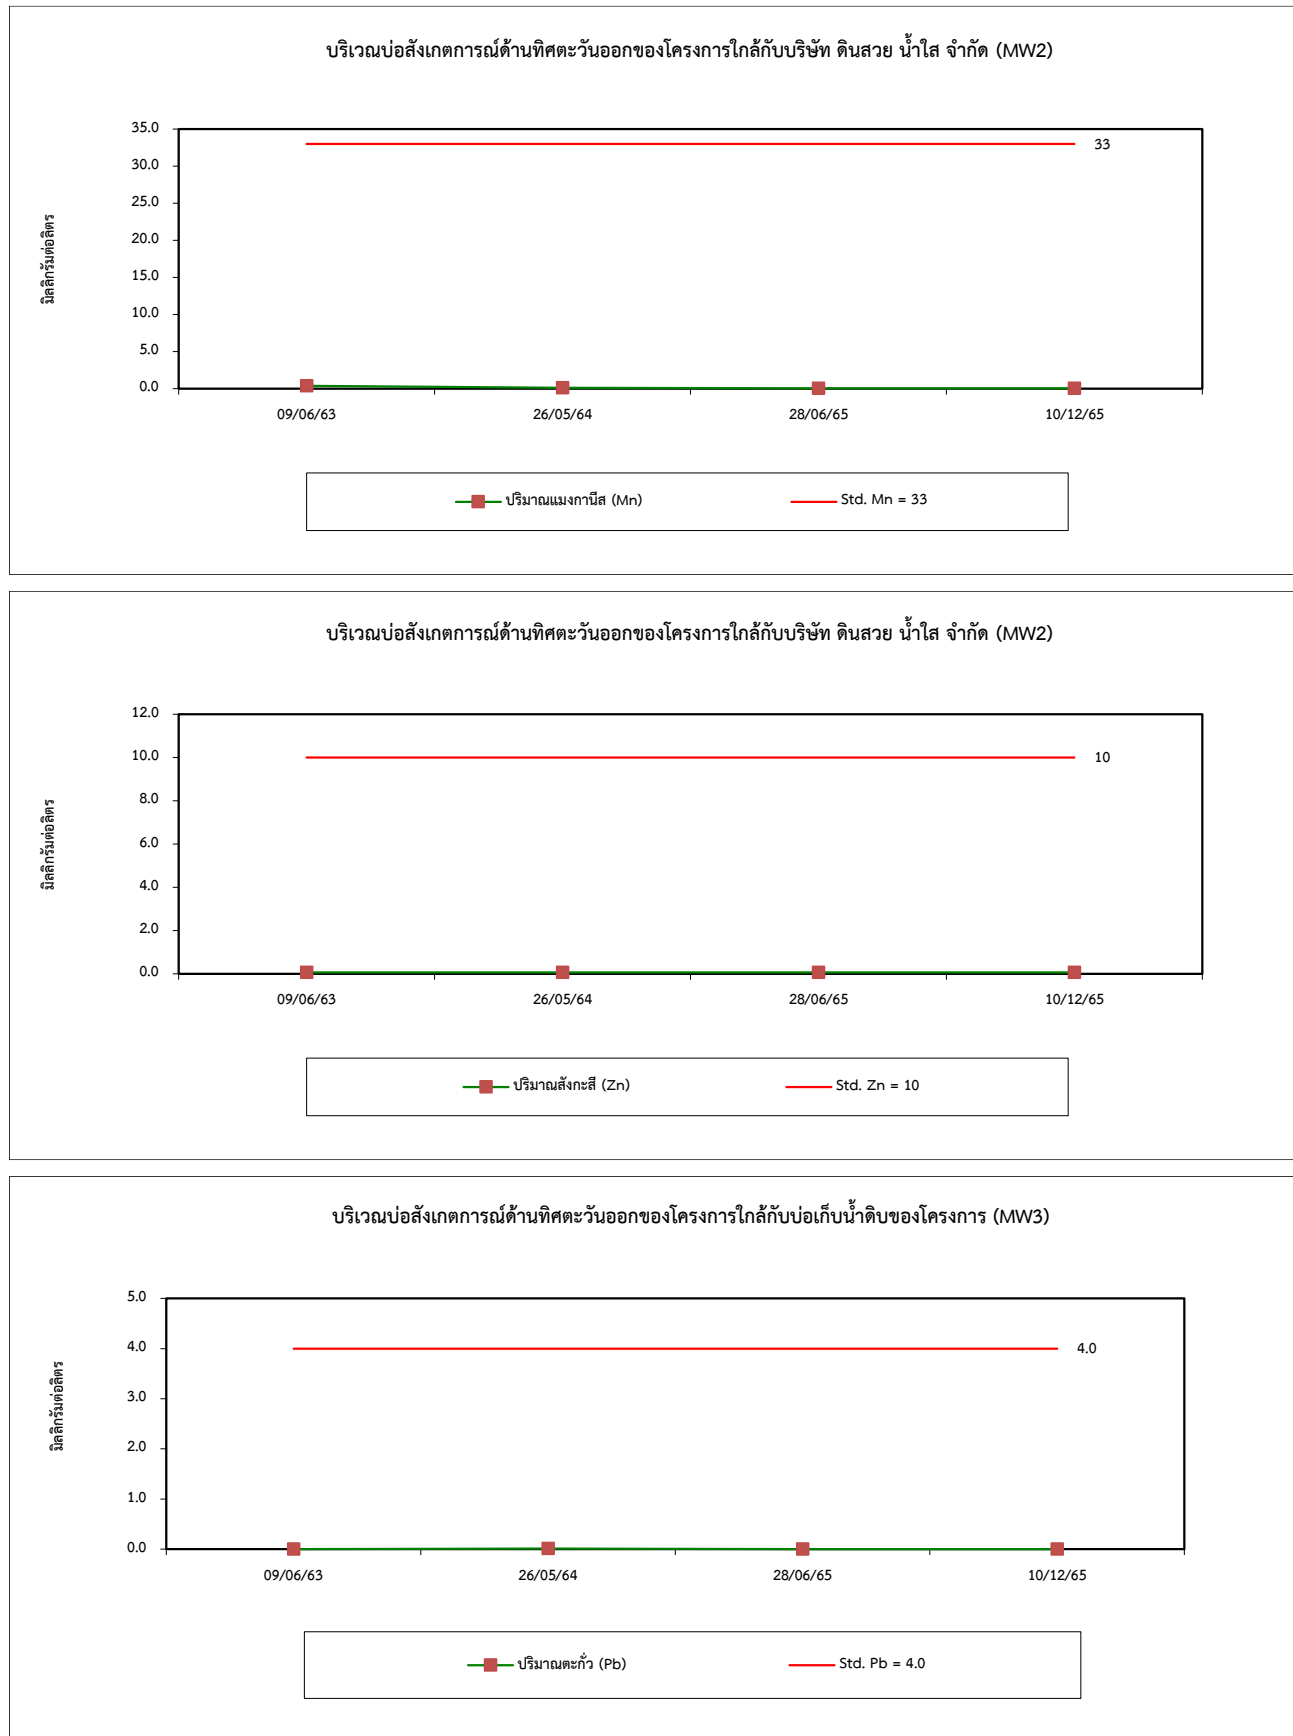 บริเวณบ่อสังเกตการณ์ด้านทิศตะวันออกของโครงการใกล้กับบริษัท ดินสวย น้ำใส จำกัด (MW2)
มิลลิกรัมต่อลิตร
35.0
30.0
25.0
20.0
15.0
10.0
5.0
0.0
33
09/06/63 26/05/64 28/06/65 10/12/65
ปริมาณแมงกานีส (Mn) Std. Mn = 33
บริเวณบ่อสังเกตการณ์ด้านทิศตะวันออกของโครงการใกล้กับบริษัท ดินสวย น้ำใส จำกัด (MW2)
มิลลิกรัมต่อลิตร
12.0
10.0
8.0
6.0
4.0
2.0
0.0
10
09/06/63 26/05/64 28/06/65 10/12/65
ปริมาณสังกะสี (Zn) Std. Zn = 10
บริเวณบ่อสังเกตการณ์ด้านทิศตะวันออกของโครงการใกล้กับบ่อเก็บน้ำดิบของโครงการ (MW3)
มิลลิกรัมต่อลิตร
5.0
4.0
3.0
2.0
1.0
0.0
4.0
09/06/63 26/05/64 28/06/65 10/12/65
ปริมาณตะกั่ว (Pb) Std. Pb = 4.0